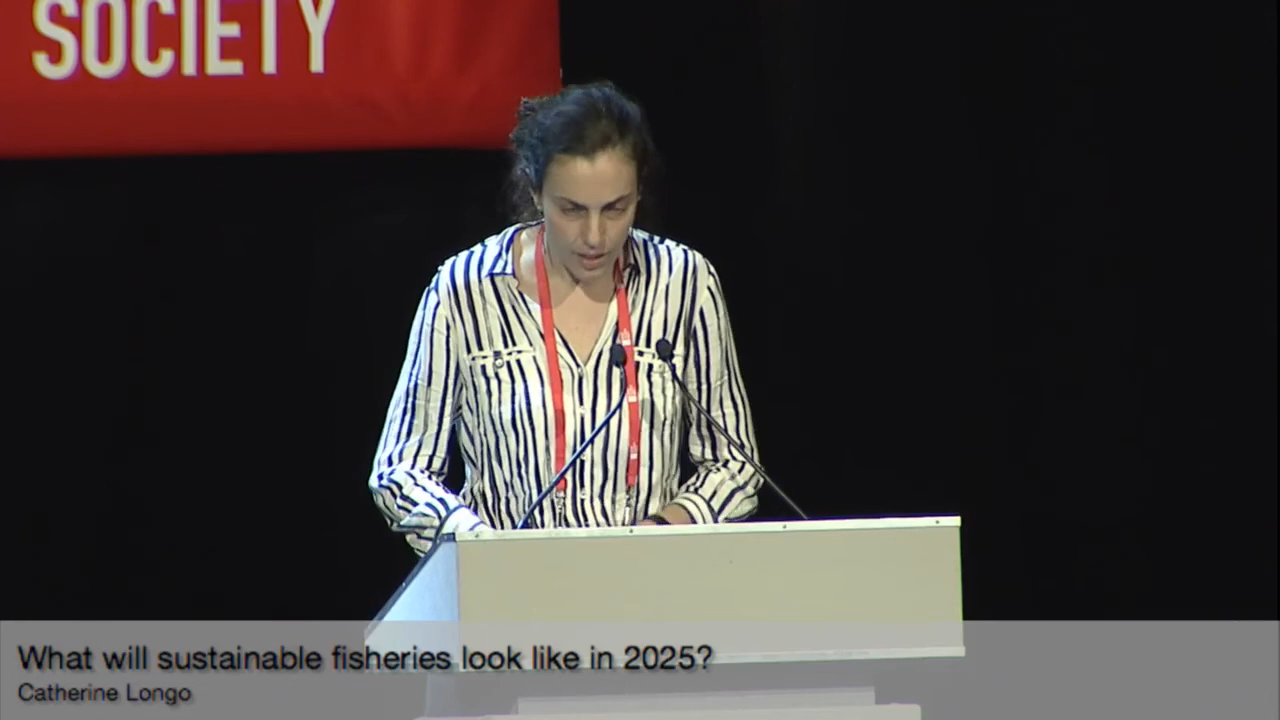 SOCIETY
What will sustainable fisheries look like in 2025?
Catherine Longo